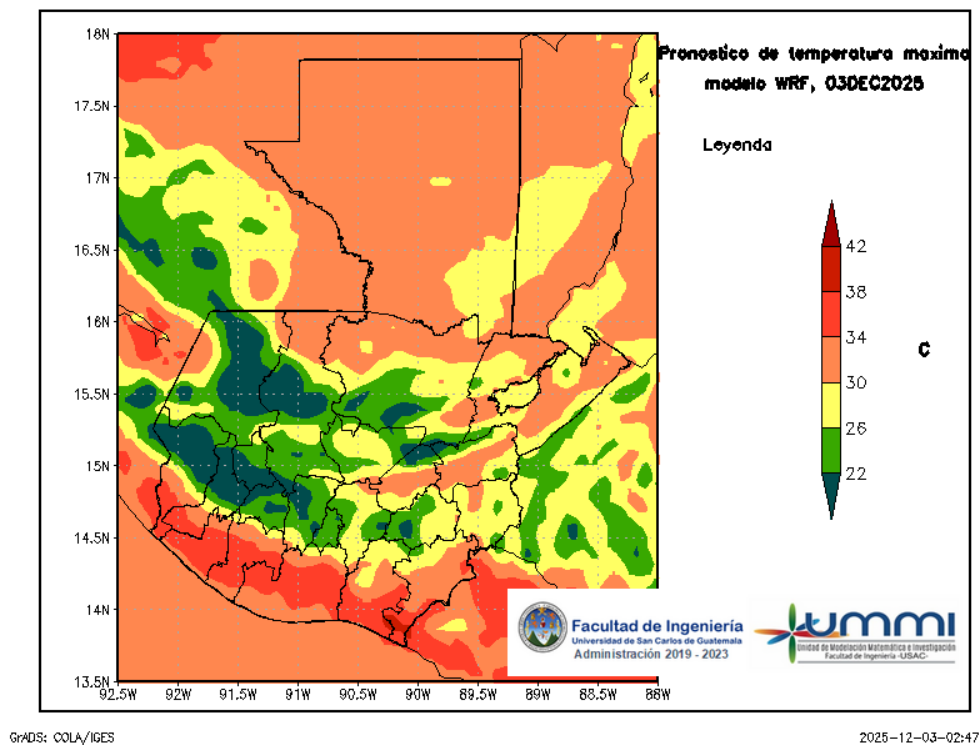 Pronostico de temperatura maxima
modelo WRF, 03DEC2025
Leyenda
18N
17.5N
17N
16.5N
16N
15.5N
15N
14.5N
14N
13.5N
92.5W
92W
91.5W
91W
90.5W
90W
89.5W
89W
88.5W
88W
42
38
34
30
26
22
C
Facultad de Ingeniería
Universidad de San Carlos de Guatemala
Administración 2019 - 2023
ummi
Unidad de Modelación Matemática e Investigación
Facultad de Ingeniería -USAC-
GrADS: COLA/IGES
2025-12-03-02:47